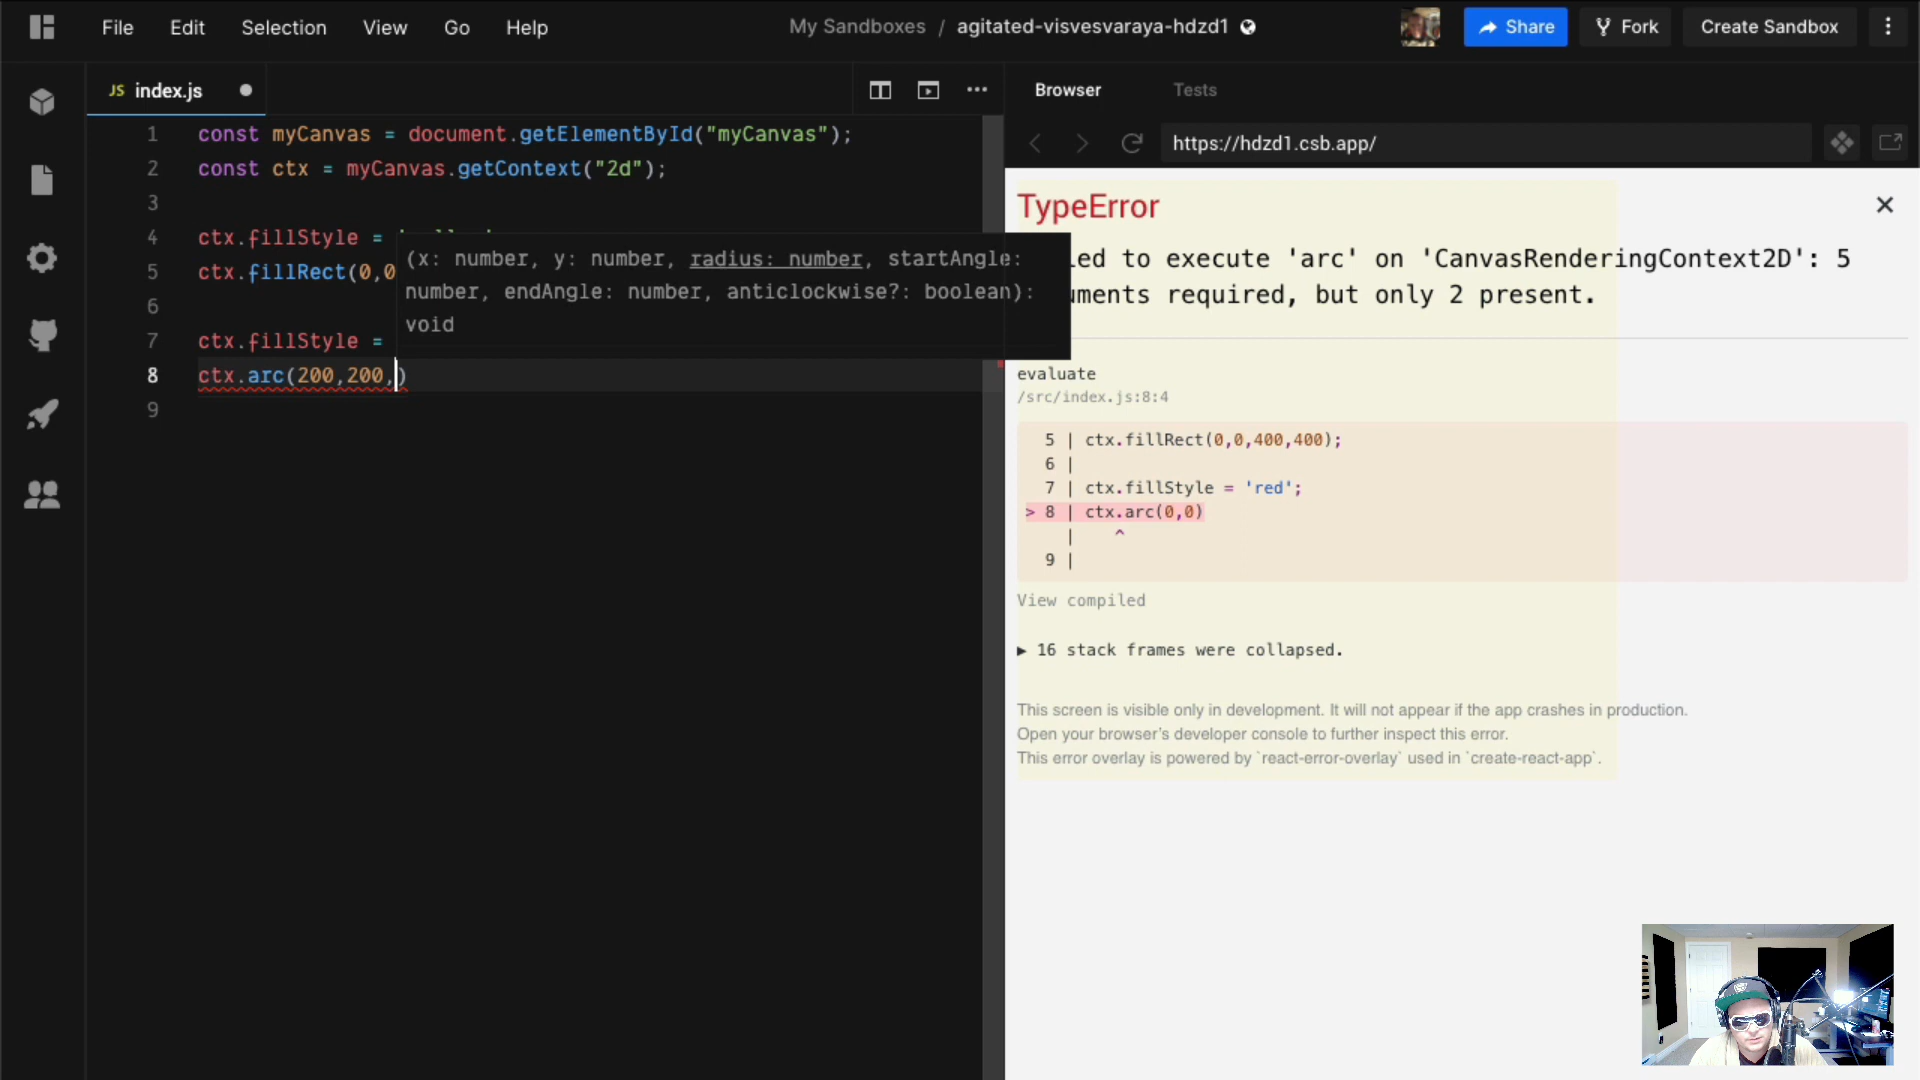 File Edit Selection View Go Help
My Sandboxes / agitated-visvesvaraya-hdzd1
Share
Fork
Create Sandbox
JS index.js
1 const myCanvas = document.getElementById("myCanvas");
2 const ctx = myCanvas.getContext("2d");
3
4 ctx.fillStyle =
5 ctx.fillRect(0,0
6
7 ctx.fillStyle =
8 ctx.arc(200,200,)
9
(x: number, y: number, radius: number, startAngle:
number, endAngle: number, anticlockwise?: boolean):
void
Browser Tests
https://hdzd1.csb.app/
TypeError
led to execute 'arc' on 'CanvasRenderingContext2D': 5
uments required, but only 2 present.
evaluate
/src/index.js:8:4
5 | ctx.fillRect(0,0,400,400);
6 |
7 | ctx.fillStyle = 'red';
> 8 | ctx.arc(0,0)
| ^
9 |
View compiled
▶ 16 stack frames were collapsed.
This screen is visible only in development. It will not appear if the app crashes in production.
Open your browser's developer console to further inspect this error.
This error overlay is powered by `react-error-overlay` used in `create-react-app`.